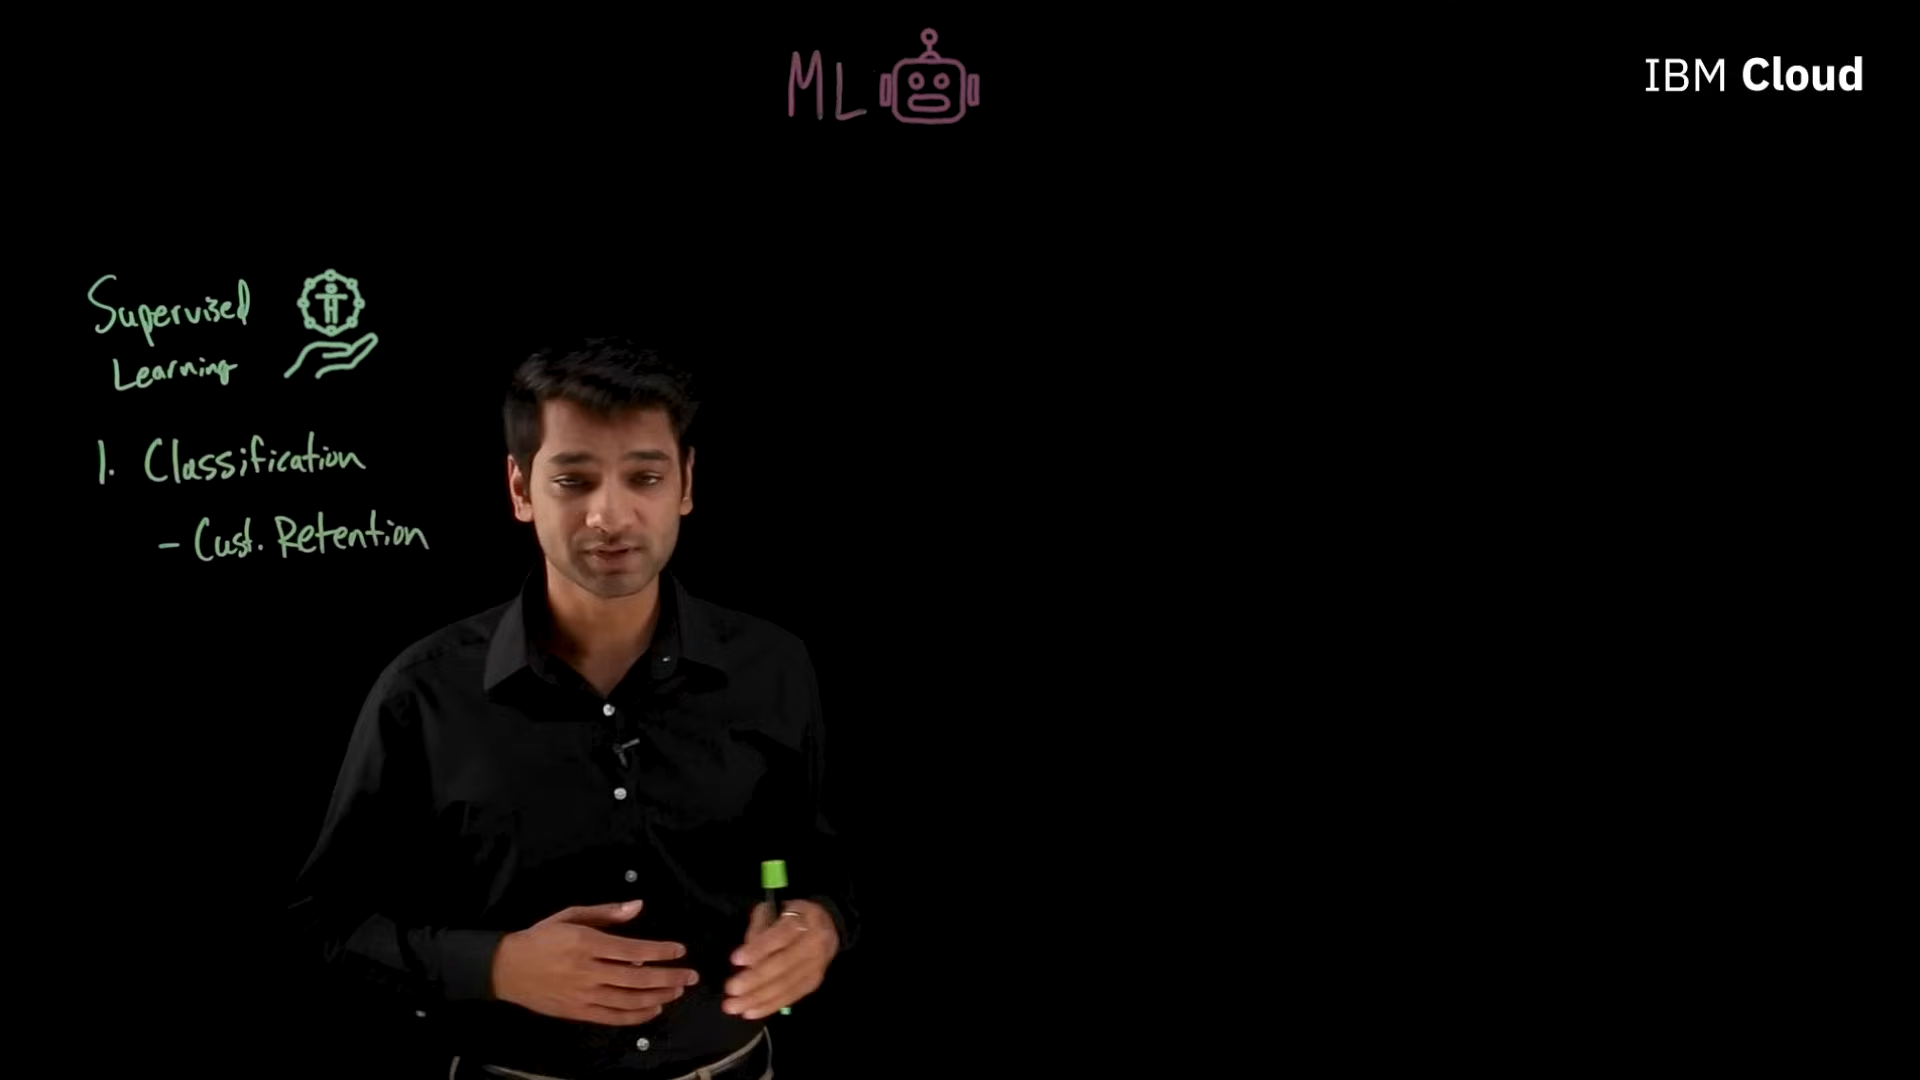 ML
IBM Cloud
Supervised
Learning
1. Classification
- Cust. Retention